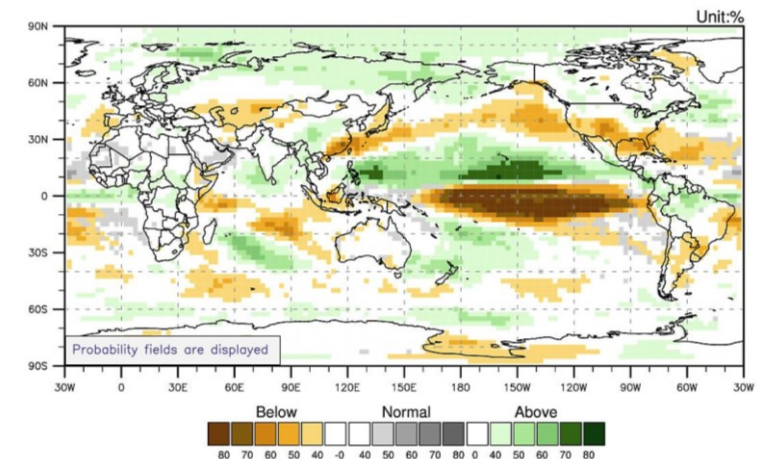 Unit:%
90N
60N
30N
0
30S
60S
90S
Probability fields are displayed
30W 0 30E 60E 90E 120E 150E 180 150W 120W 90W 60W 30W
Below Normal Above
80 70 60 50 40 -0 40 50 60 70 80 0 40 50 60 70 80